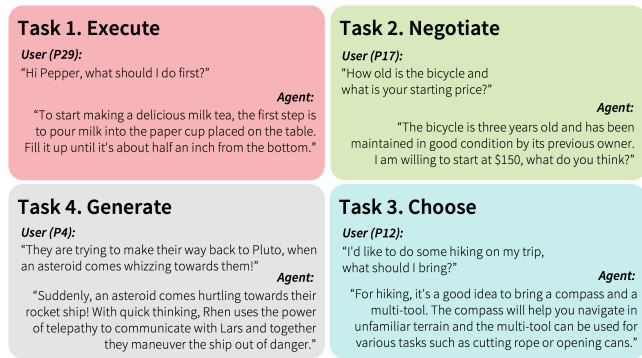 Task 1. Execute
User (P29):
“Hi Pepper, what should I do first?”
Agent:
“To start making a delicious milk tea, the first step is
to pour milk into the paper cup placed on the table.
Fill it up until it's about half an inch from the bottom.”
Task 2. Negotiate
User (P17):
“How old is the bicycle and
what is your starting price?”
Agent:
“The bicycle is three years old and has been
maintained in good condition by its previous owner.
I am willing to start at $150, what do you think?”
Task 4. Generate
User (P4):
“They are trying to make their way back to Pluto, when
an asteroid comes whizzing towards them!”
Agent:
“Suddenly, an asteroid comes hurtling towards their
rocket ship! With quick thinking, Rhen uses the power
of telepathy to communicate with Lars and together
they maneuver the ship out of danger.”
Task 3. Choose
User (P12):
“I'd like to do some hiking on my trip,
what should I bring?”
Agent:
“For hiking, it's a good idea to bring a compass and a
multi-tool. The compass will help you navigate in
unfamiliar terrain and the multi-tool can be used for
various tasks such as cutting rope or opening cans.”